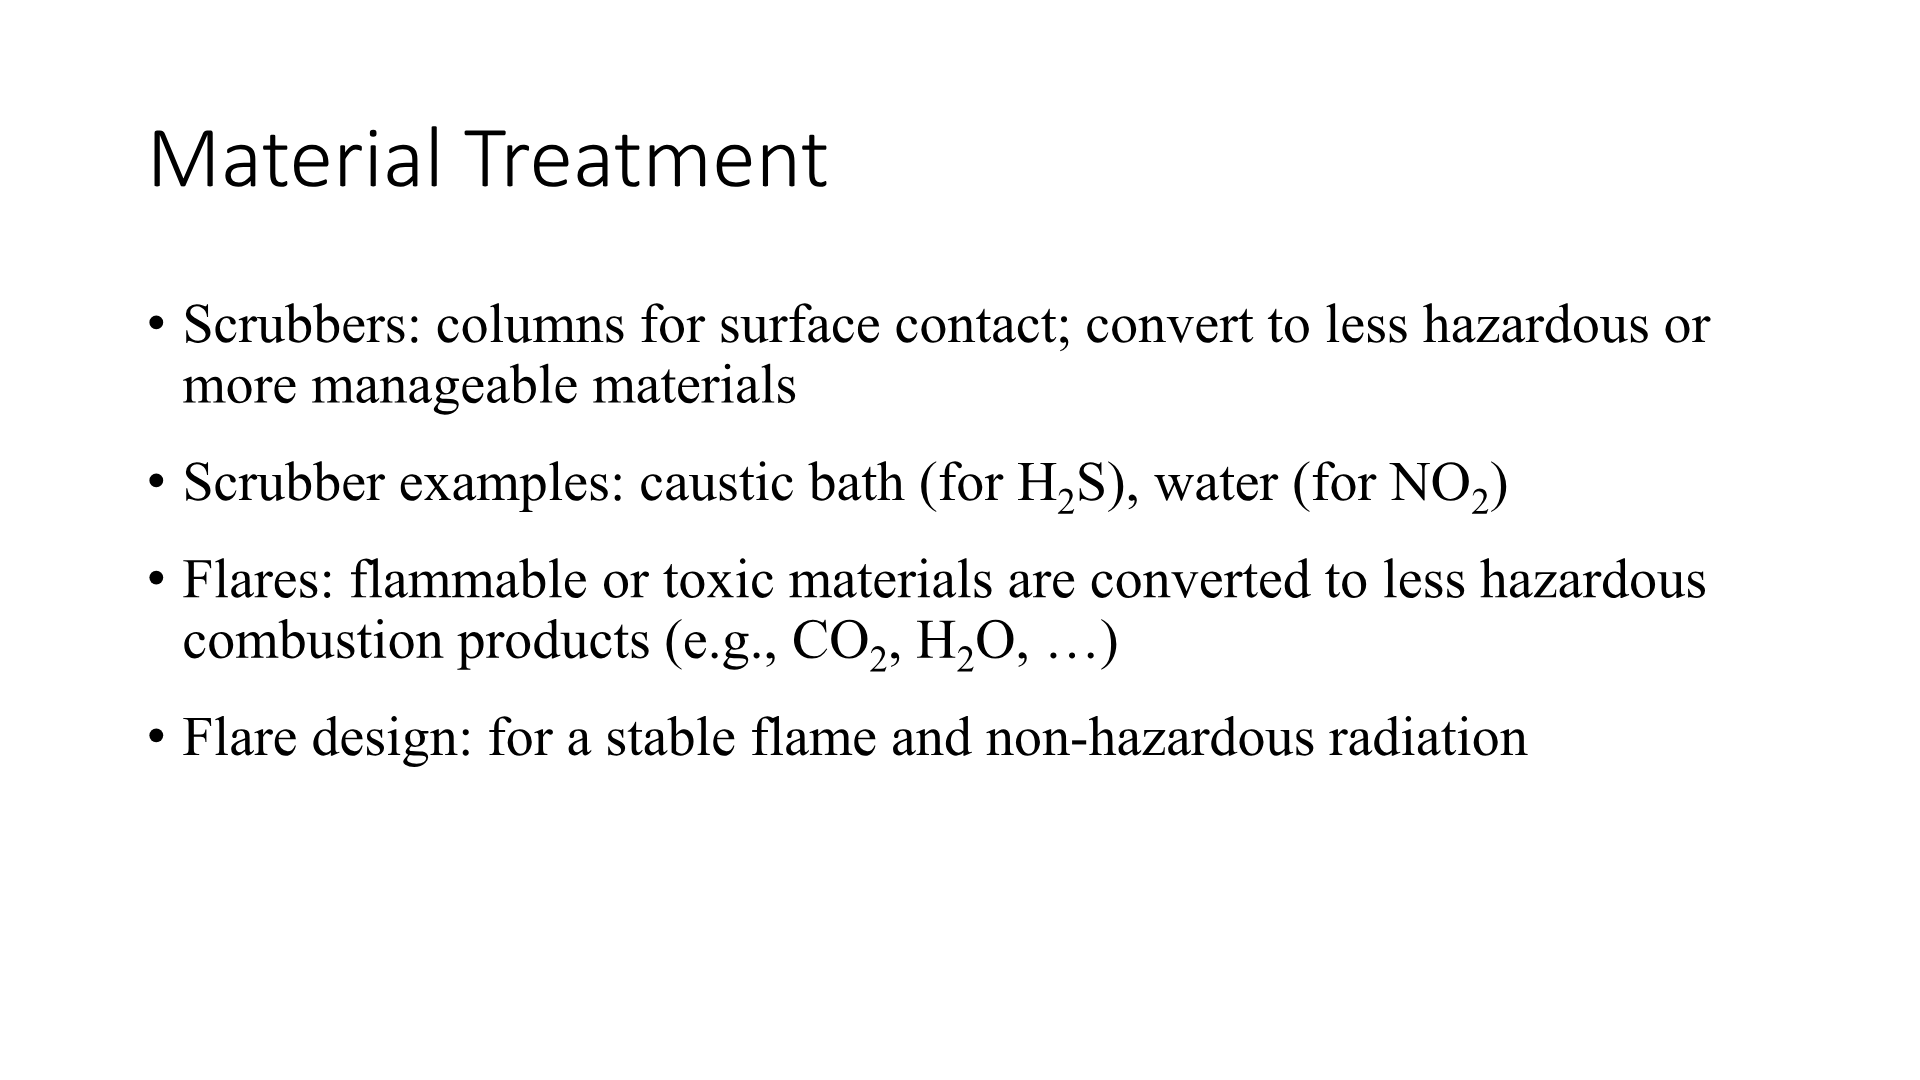 Material Treatment
• Scrubbers: columns for surface contact; convert to less hazardous or
more manageable materials
• Scrubber examples: caustic bath (for H₂S), water (for NO₂)
• Flares: flammable or toxic materials are converted to less hazardous
combustion products (e.g., CO₂, H₂O, …)
• Flare design: for a stable flame and non-hazardous radiation